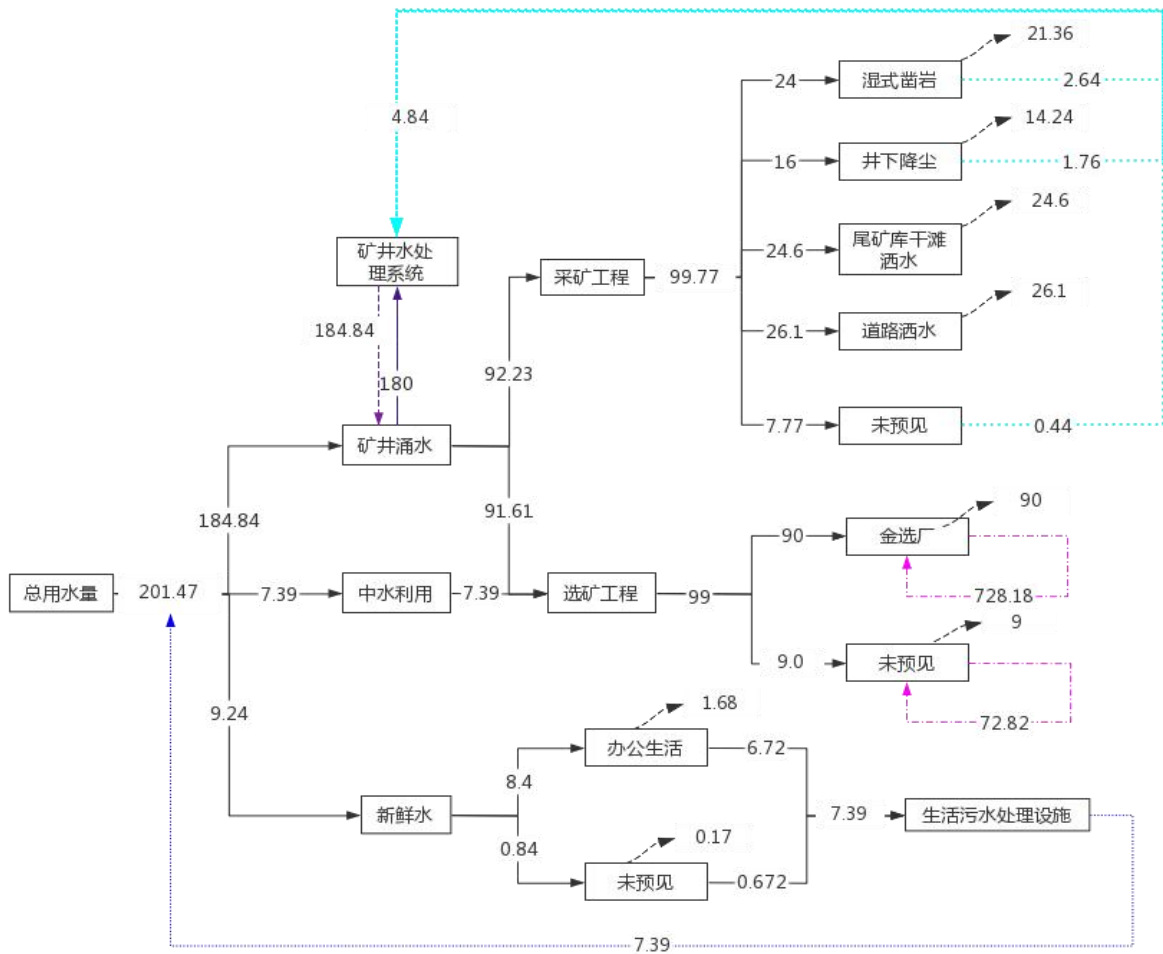 21.36
湿式凿岩
24
2.64
4.84
14.24
井下降尘
16
1.76
24.6
矿井水处
理系统
采矿工程
99.77
24.6
尾矿库干滩
洒水
26.1
184.84
26.1
道路洒水
180
92.23
矿井涌水
7.77
未预见
0.44
184.84
91.61
90
90
金选厂
728.18
总用水量
201.47
7.39
中水利用
7.39
选矿工程
99
9
9.0
未预见
72.82
9.24
1.68
办公生活
6.72
8.4
新鲜水
7.39
生活污水处理设施
0.84
0.17
未预见
0.672
7.39